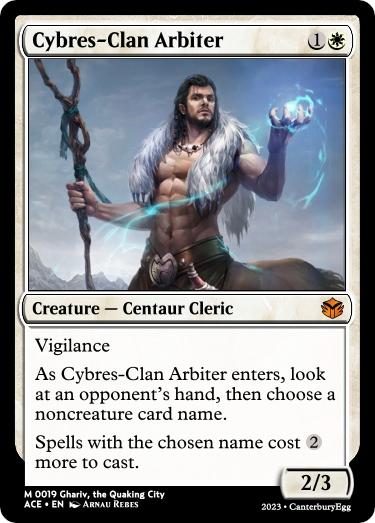 Cybres-Clan Arbiter 1
Creature — Centaur Cleric
Vigilance
As Cybres-Clan Arbiter enters, look
at an opponent's hand, then choose a
noncreature card name.
Spells with the chosen name cost 2
more to cast.
2/3
M 0019 Ghariv, the Quaking City
ACE • EN Arnau Rebes
2023 • CanterburyEgg